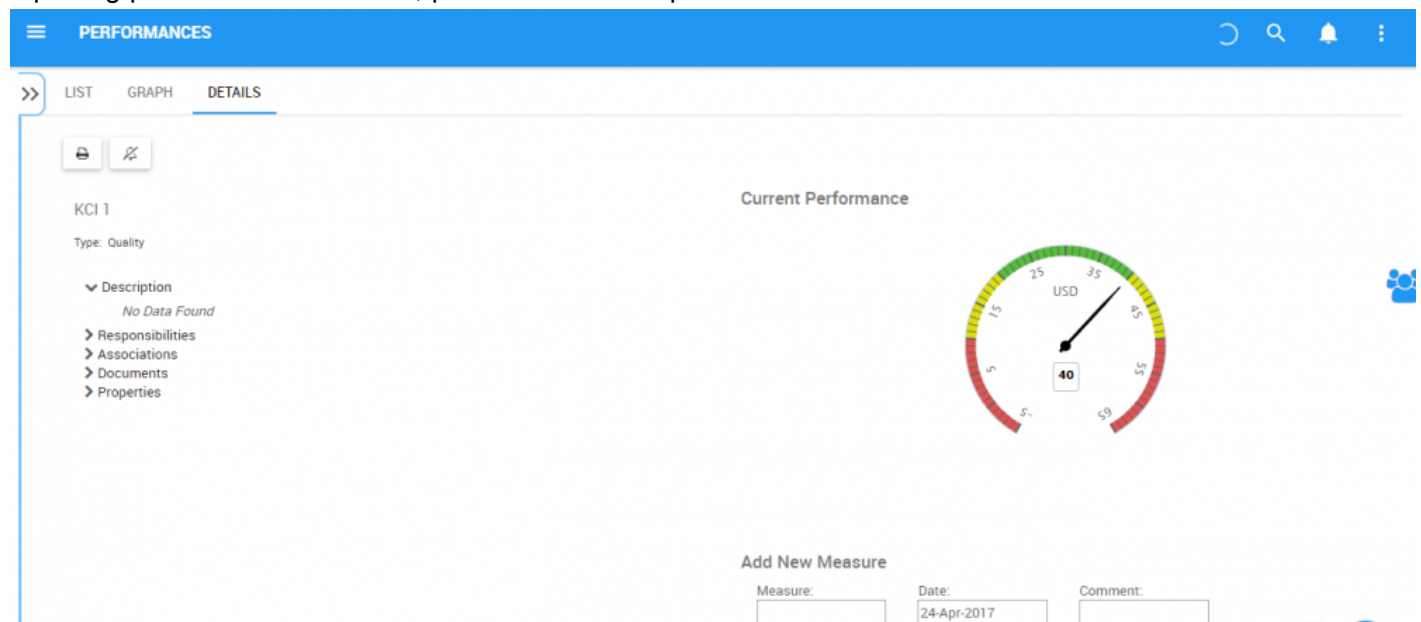 PERFORMANCES
LIST GRAPH DETAILS
KCI 1
Type: Quality
Description
No Data Found
Responsibilities
Associations
Documents
Properties
Current Performance
25 35
USD
15 45
5 55
40
-5 65
Add New Measure
Measure: Date: Comment:
24-Apr-2017